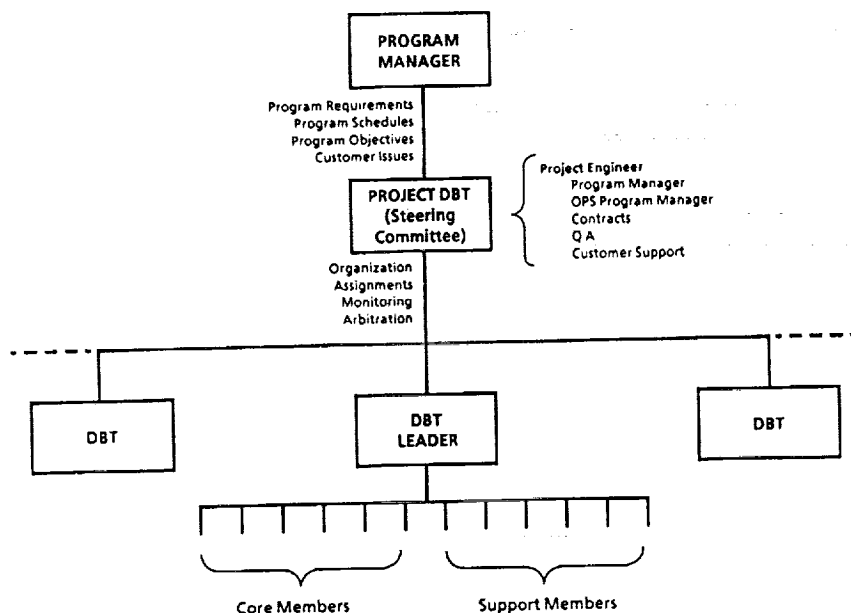 PROGRAM
MANAGER
Program Requirements
Program Schedules
Program Objectives
Customer Issues
PROJECT DBT
(Steering
Committee)
Project Engineer
Program Manager
OPS Program Manager
Contracts
Q A
Customer Support
Organization
Assignments
Monitoring
Arbitration
DBT
DBT
LEADER
DBT
Core Members
Support Members